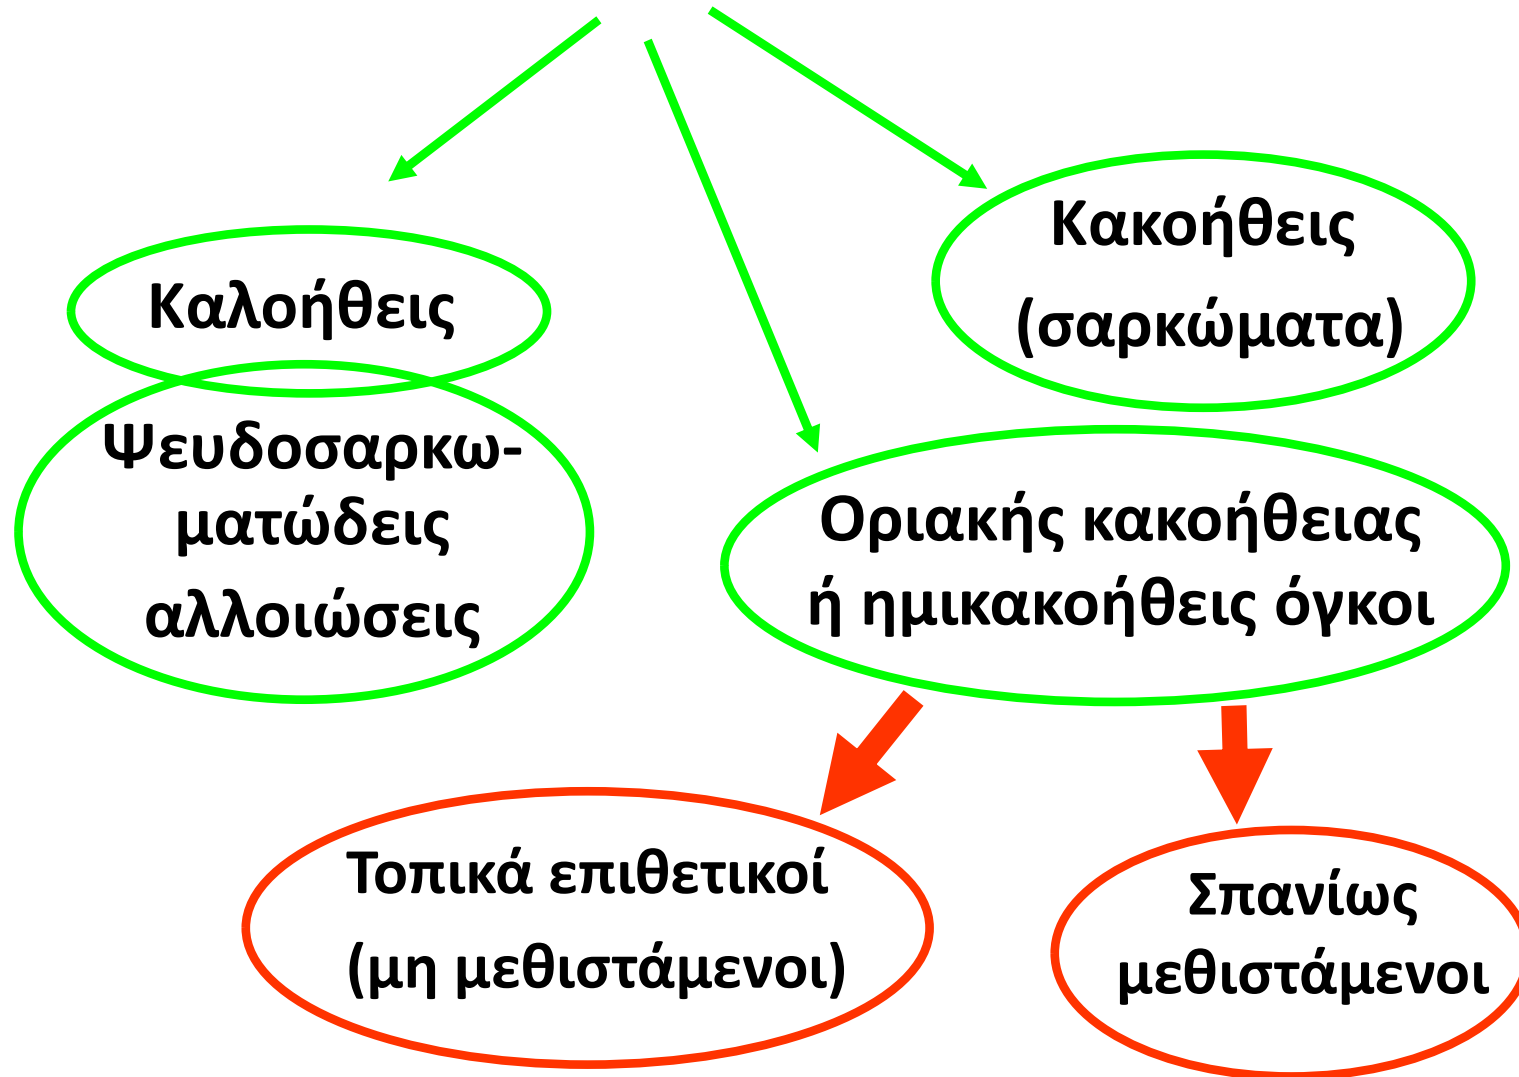 Καλοήθεις
Ψευδοσαρκω-
ματώδεις
αλλοιώσεις
Κακοήθεις
(σαρκώματα)
Οριακής κακοήθειας
ή ημικακοήθεις όγκοι
Τοπικά επιθετικοί
(μη μεθιστάμενοι)
Σπανίως
μεθιστάμενοι